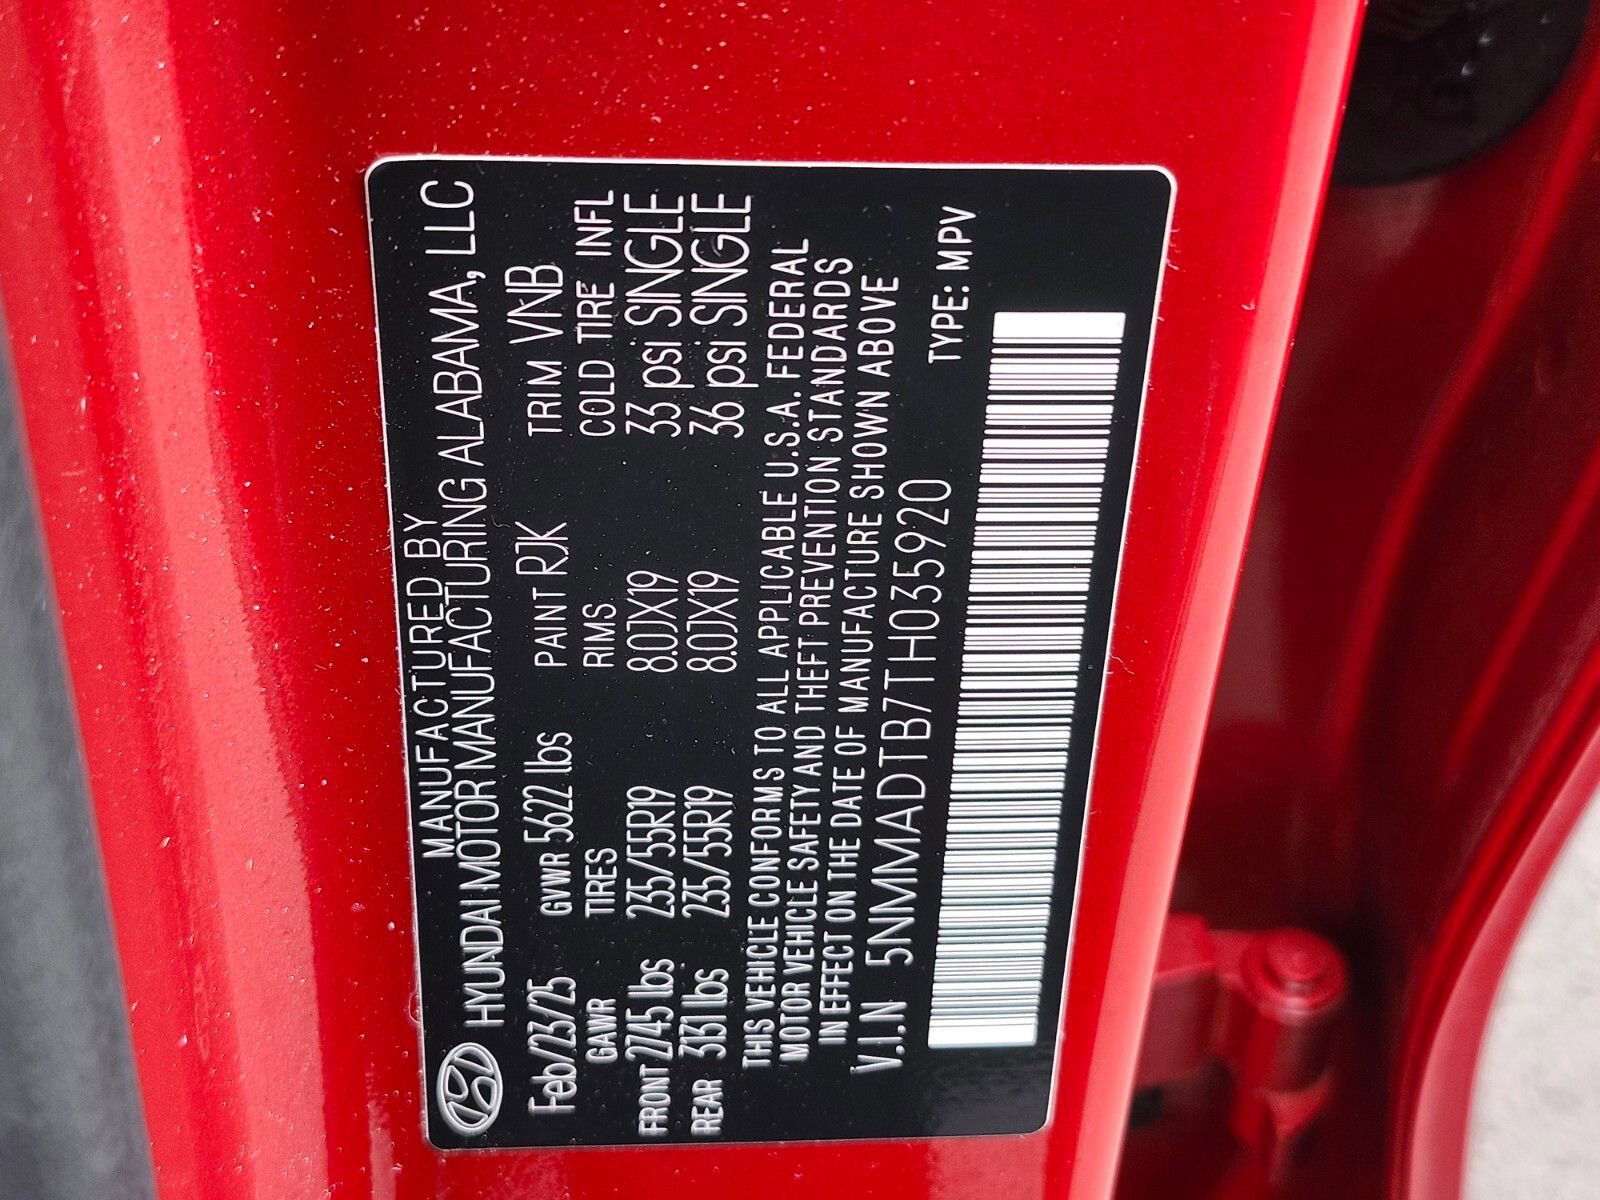 MANUFACTURED BY
HYUNDAI MOTOR MANUFACTURING ALABAMA, LLC
Feb/23/25 GVWR 5622 lbs PAINT RJK TRIM VNB
GAWR TIRES RIMS COLD TIRE INFL
FRONT 2745 lbs 235/55R19 8.0JX19 33 psi SINGLE
REAR 3131 lbs 235/55R19 8.0JX19 36 psi SINGLE
THIS VEHICLE CONFORMS TO ALL APPLICABLE U.S.A. FEDERAL
MOTOR VEHICLE SAFETY AND THEFT PREVENTION STANDARDS
IN EFFECT ON THE DATE OF MANUFACTURE SHOWN ABOVE
V.I.N 5NMMADTB7TH035920
TYPE: MPV